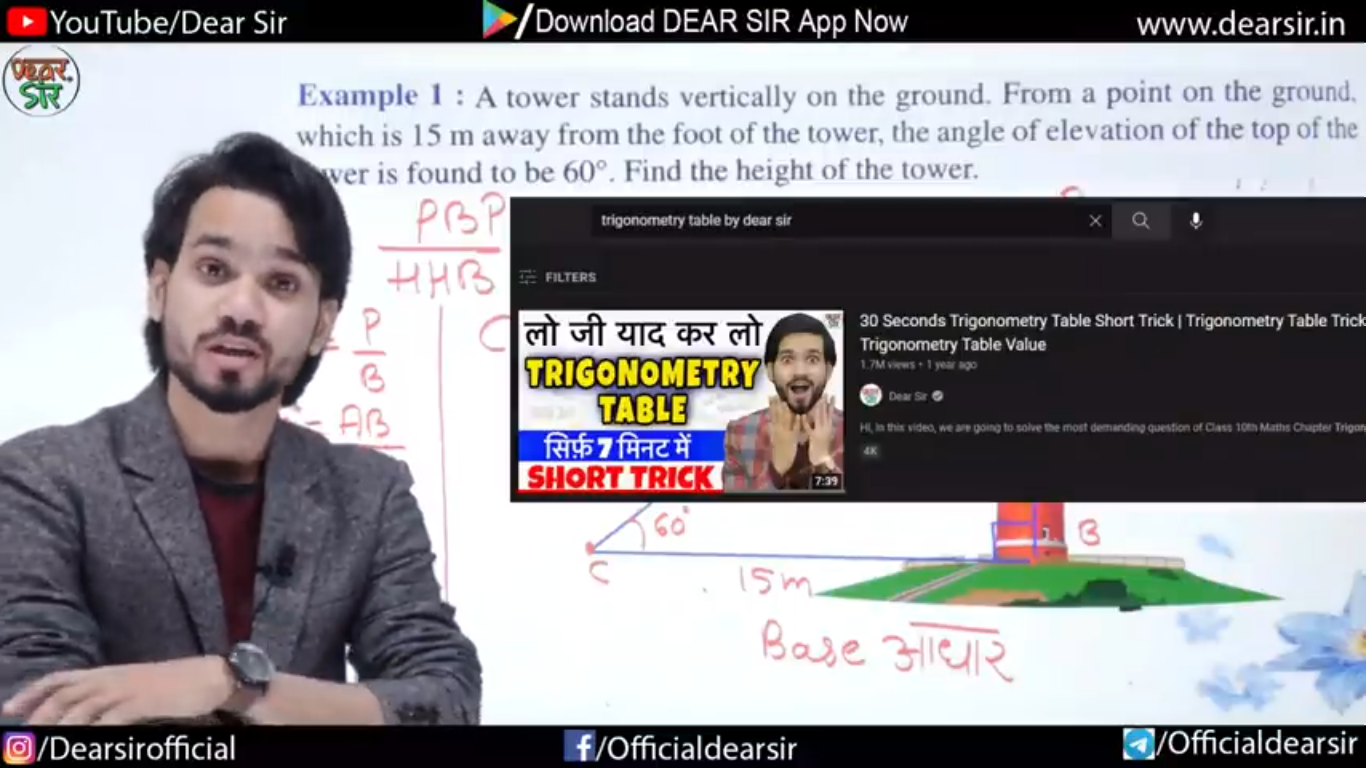 YouTube/Dear Sir
/Download DEAR SIR App Now
www.dearsir.in
Dear
Sir
Example 1 : A tower stands vertically on the ground. From a point on the ground,
which is 15 m away from the foot of the tower, the angle of elevation of the top of the
wer is found to be 60°. Find the height of the tower.
PBP
HHB
= P
B
= AB
C
trigonometry table by dear sir
FILTERS
लो जी याद कर लो
TRIGONOMETRY
TABLE
सिर्फ़ 7 मिनट में
SHORT TRICK
7:39
30 Seconds Trigonometry Table Short Trick | Trigonometry Table Trick
Trigonometry Table Value
1.7M views • 1 year ago
Dear Sir
Hi, In this video, we are going to solve the most demanding question of Class 10th Maths Chapter Trigon
4K
60°
B
C
15m
Base आधार
/Dearsirofficial
/Officialdearsir
/Officialdearsir